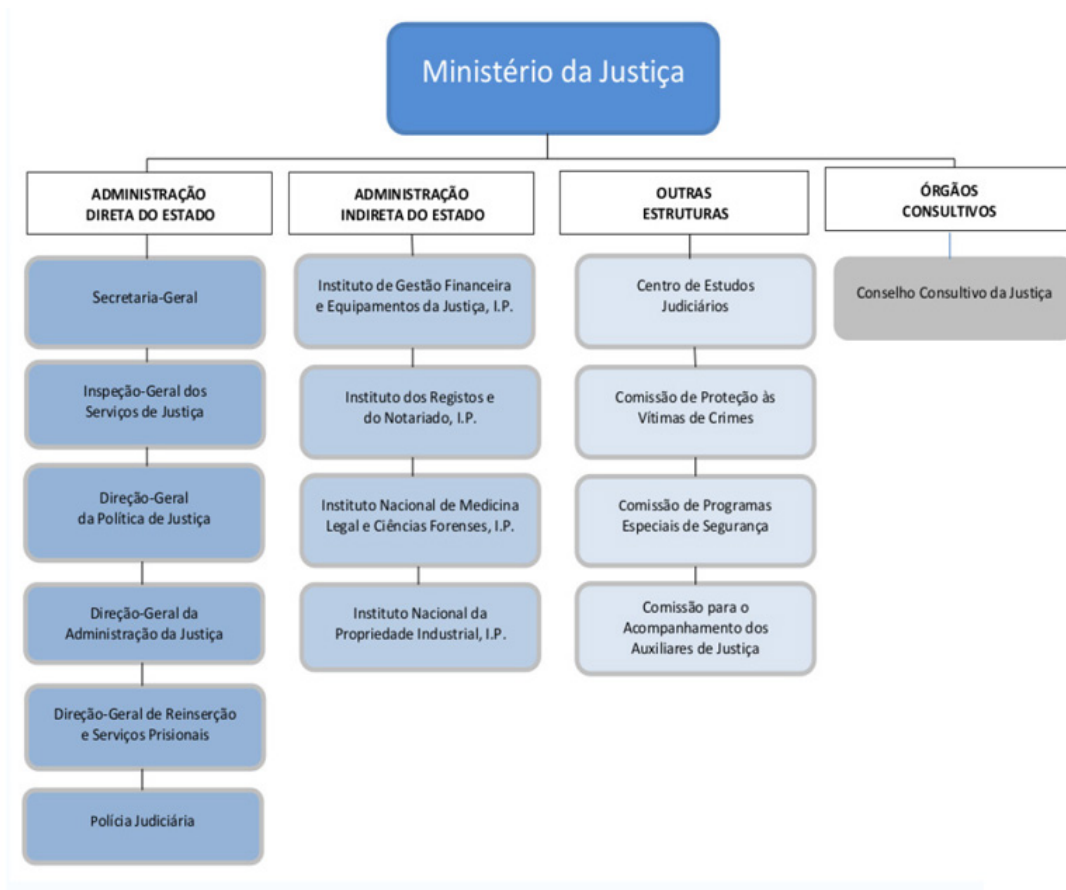 Ministério da Justiça
ADMINISTRAÇÃO
DIRETA DO ESTADO
Secretaria-Geral
Inspeção-Geral dos
Serviços de Justiça
Direção-Geral
da Política de Justiça
Direção-Geral da
Administração da Justiça
Direção-Geral de Reinserção
e Serviços Prisionais
Polícia Judiciária
ADMINISTRAÇÃO
INDIRETA DO ESTADO
Instituto de Gestão Financeira
e Equipamentos da Justiça, I.P.
Instituto dos Registos e
do Notariado, I.P.
Instituto Nacional de Medicina
Legal e Ciências Forenses, I.P.
Instituto Nacional da
Propriedade Industrial, I.P.
OUTRAS
ESTRUTURAS
Centro de Estudos
Judiciários
Comissão de Proteção às
Vítimas de Crimes
Comissão de Programas
Especiais de Segurança
Comissão para o
Acompanhamento dos
Auxiliares de Justiça
ÓRGÃOS
CONSULTIVOS
Conselho Consultivo da Justiça